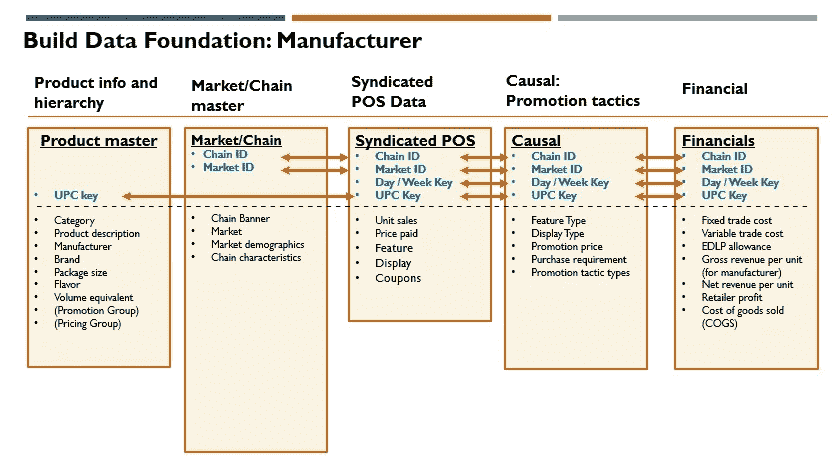 Build Data Foundation: Manufacturer
Product info and
hierarchy
Market/Chain
master
Syndicated
POS Data
Causal:
Promotion tactics
Financial
Product master
• UPC key
• Category
• Product description
• Manufacturer
• Brand
• Package size
• Flavor
• Volume equivalent
• (Promotion Group)
• (Pricing Group)
Market/Chain
• Chain ID
• Market ID
• Chain Banner
• Market
• Market demographics
• Chain characteristics
Syndicated POS
• Chain ID
• Market ID
• Day / Week Key
• UPC Key
• Unit sales
• Price paid
• Feature
• Display
• Coupons
Causal
• Chain ID
• Market ID
• Day / Week Key
• UPC Key
• Feature Type
• Display Type
• Promotion price
• Purchase requirement
• Promotion tactic types
Financials
• Chain ID
• Market ID
• Day / Week Key
• UPC Key
• Fixed trade cost
• Variable trade cost
• EDLP allowance
• Gross revenue per unit
(for manufacturer)
• Net revenue per unit
• Retailer profit
• Cost of goods sold
(COGS)